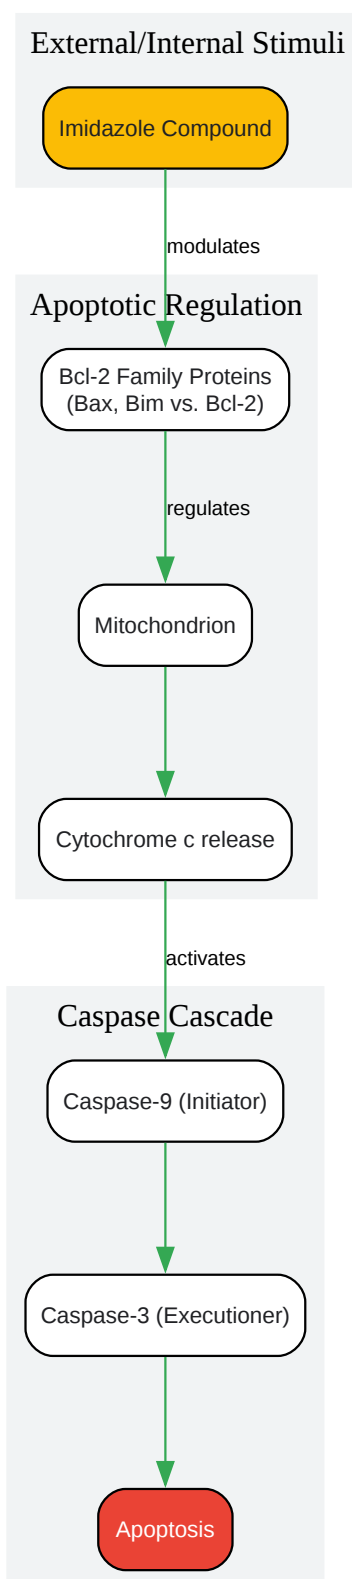 External/Internal Stimuli
Imidazole Compound
modulates
Apoptotic Regulation
Bcl-2 Family Proteins
(Bax, Bim vs. Bcl-2)
regulates
Mitochondrion
Cytochrome c release
activates
Caspase Cascade
Caspase-9 (Initiator)
Caspase-3 (Executioner)
Apoptosis